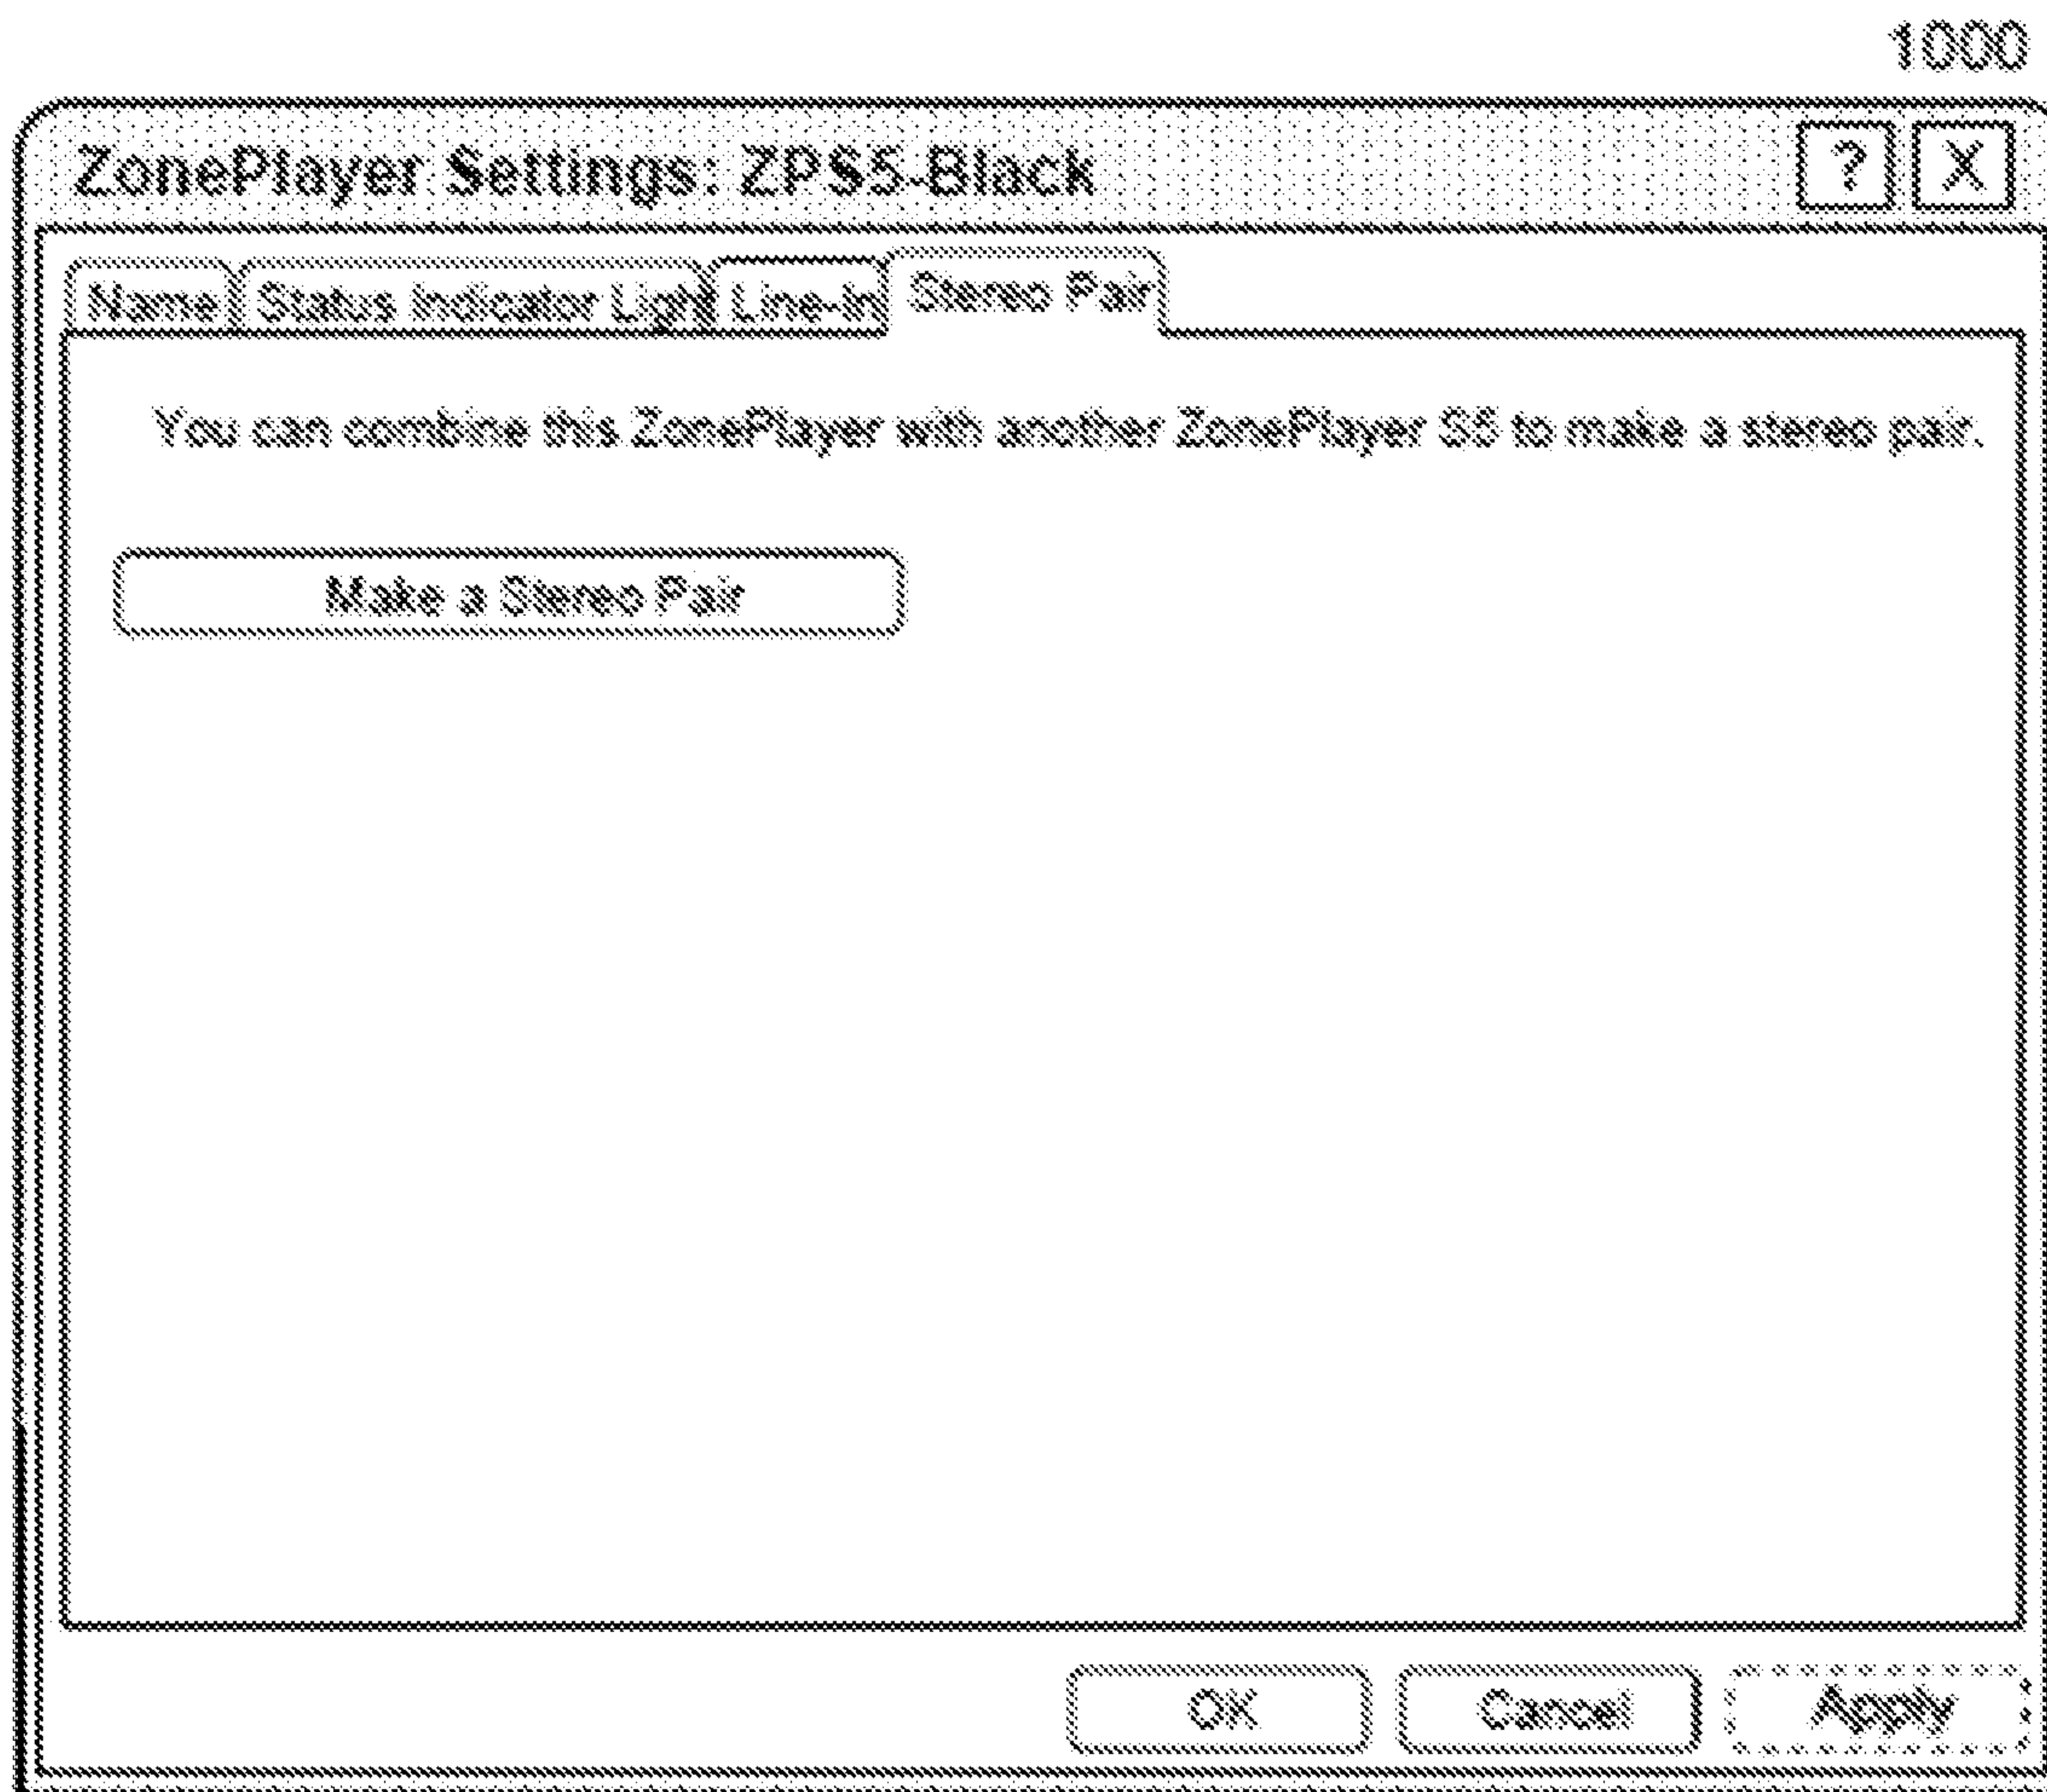 1000
ZonePlayer Settings: ZPS5-Black ? X
Name Status Indicator Light Line-In Stereo Pair
You can combine this ZonePlayer with another ZonePlayer S5 to make a stereo pair.
Make a Stereo Pair
OK Cancel Apply